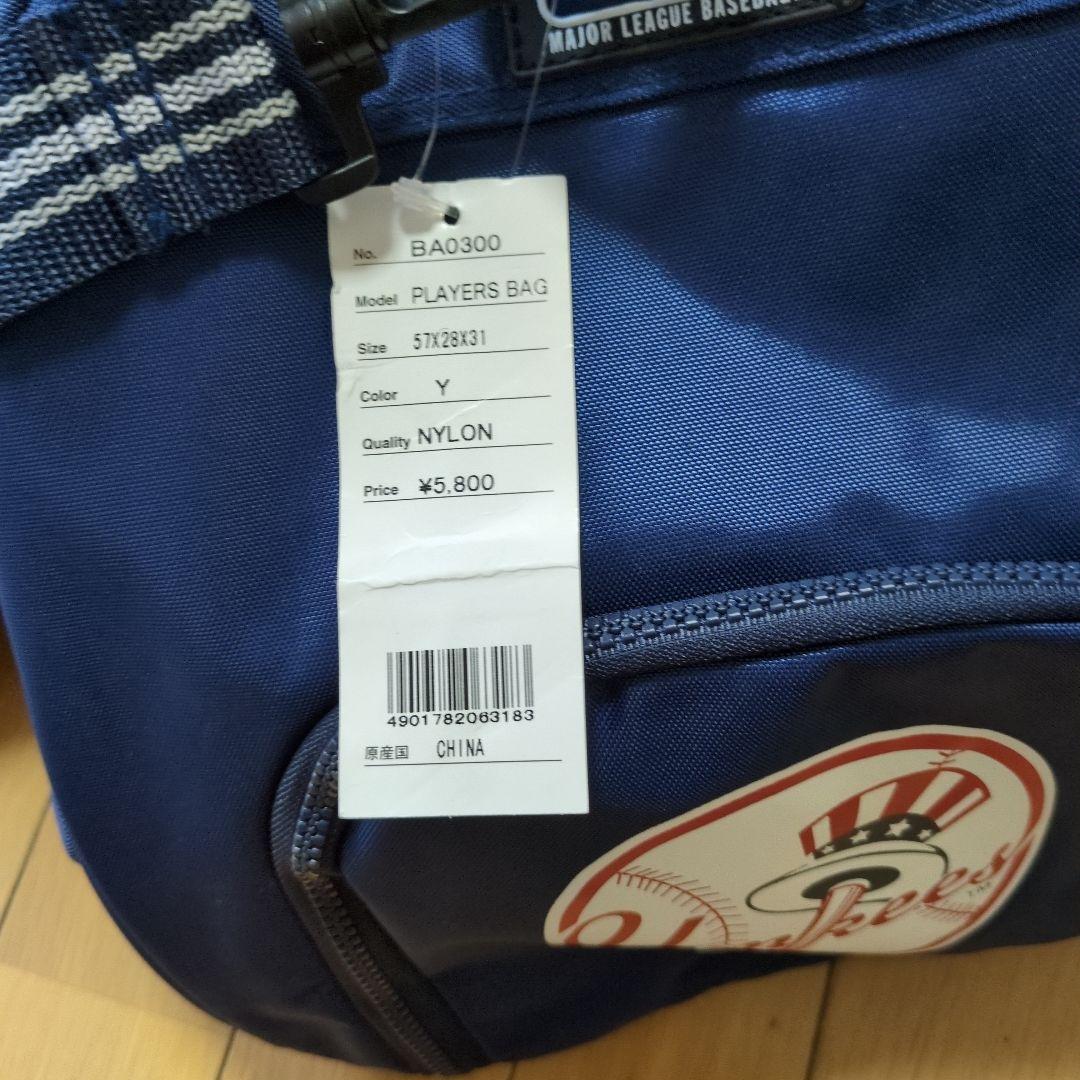 MAJOR LEAGUE BASEBALL
No. BA0300
Model PLAYERS BAG
Size 57X28X31
Color Y
Quality NYLON
Price ¥5,800
4901782063183
原産国 CHINA
Yankees
TM